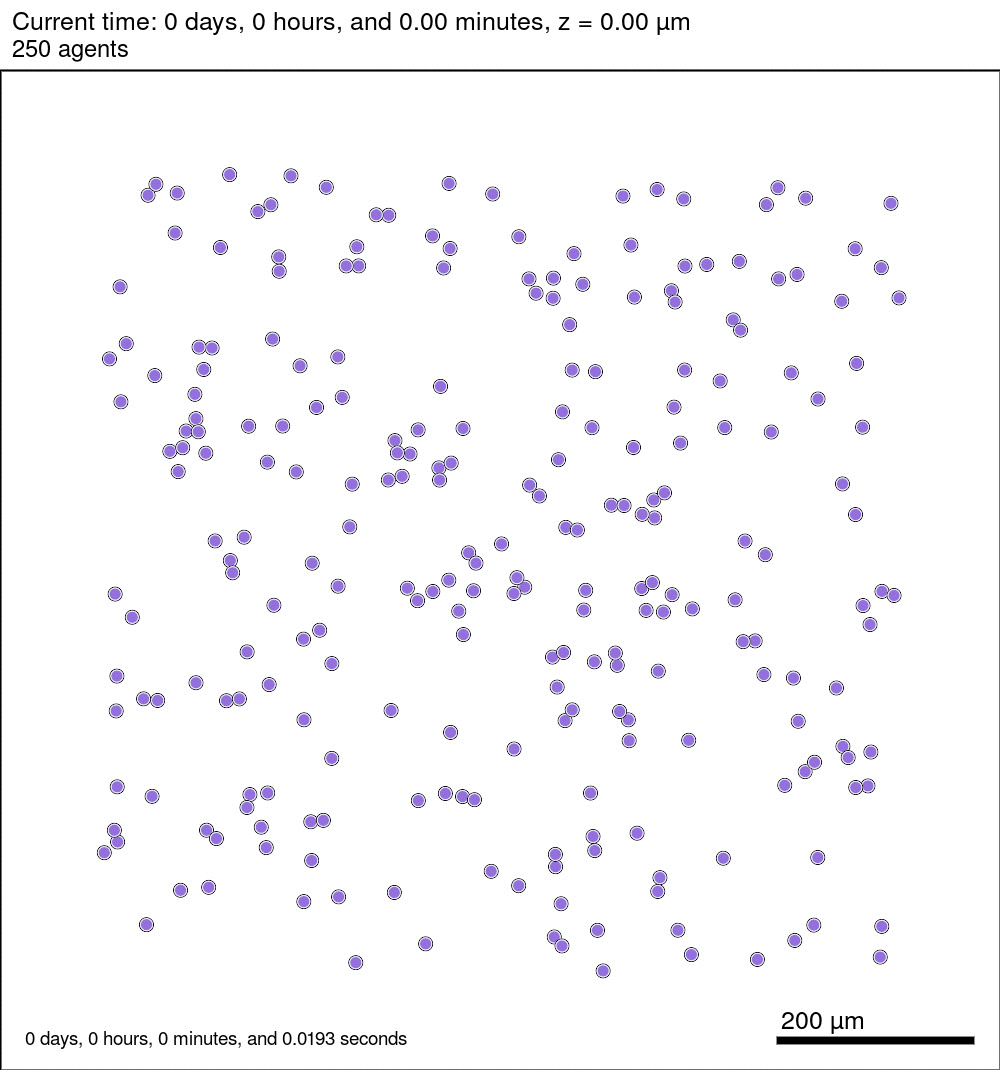 Current time: 0 days, 0 hours, and 0.00 minutes, z = 0.00 μm
250 agents
200 μm
0 days, 0 hours, 0 minutes, and 0.0193 seconds